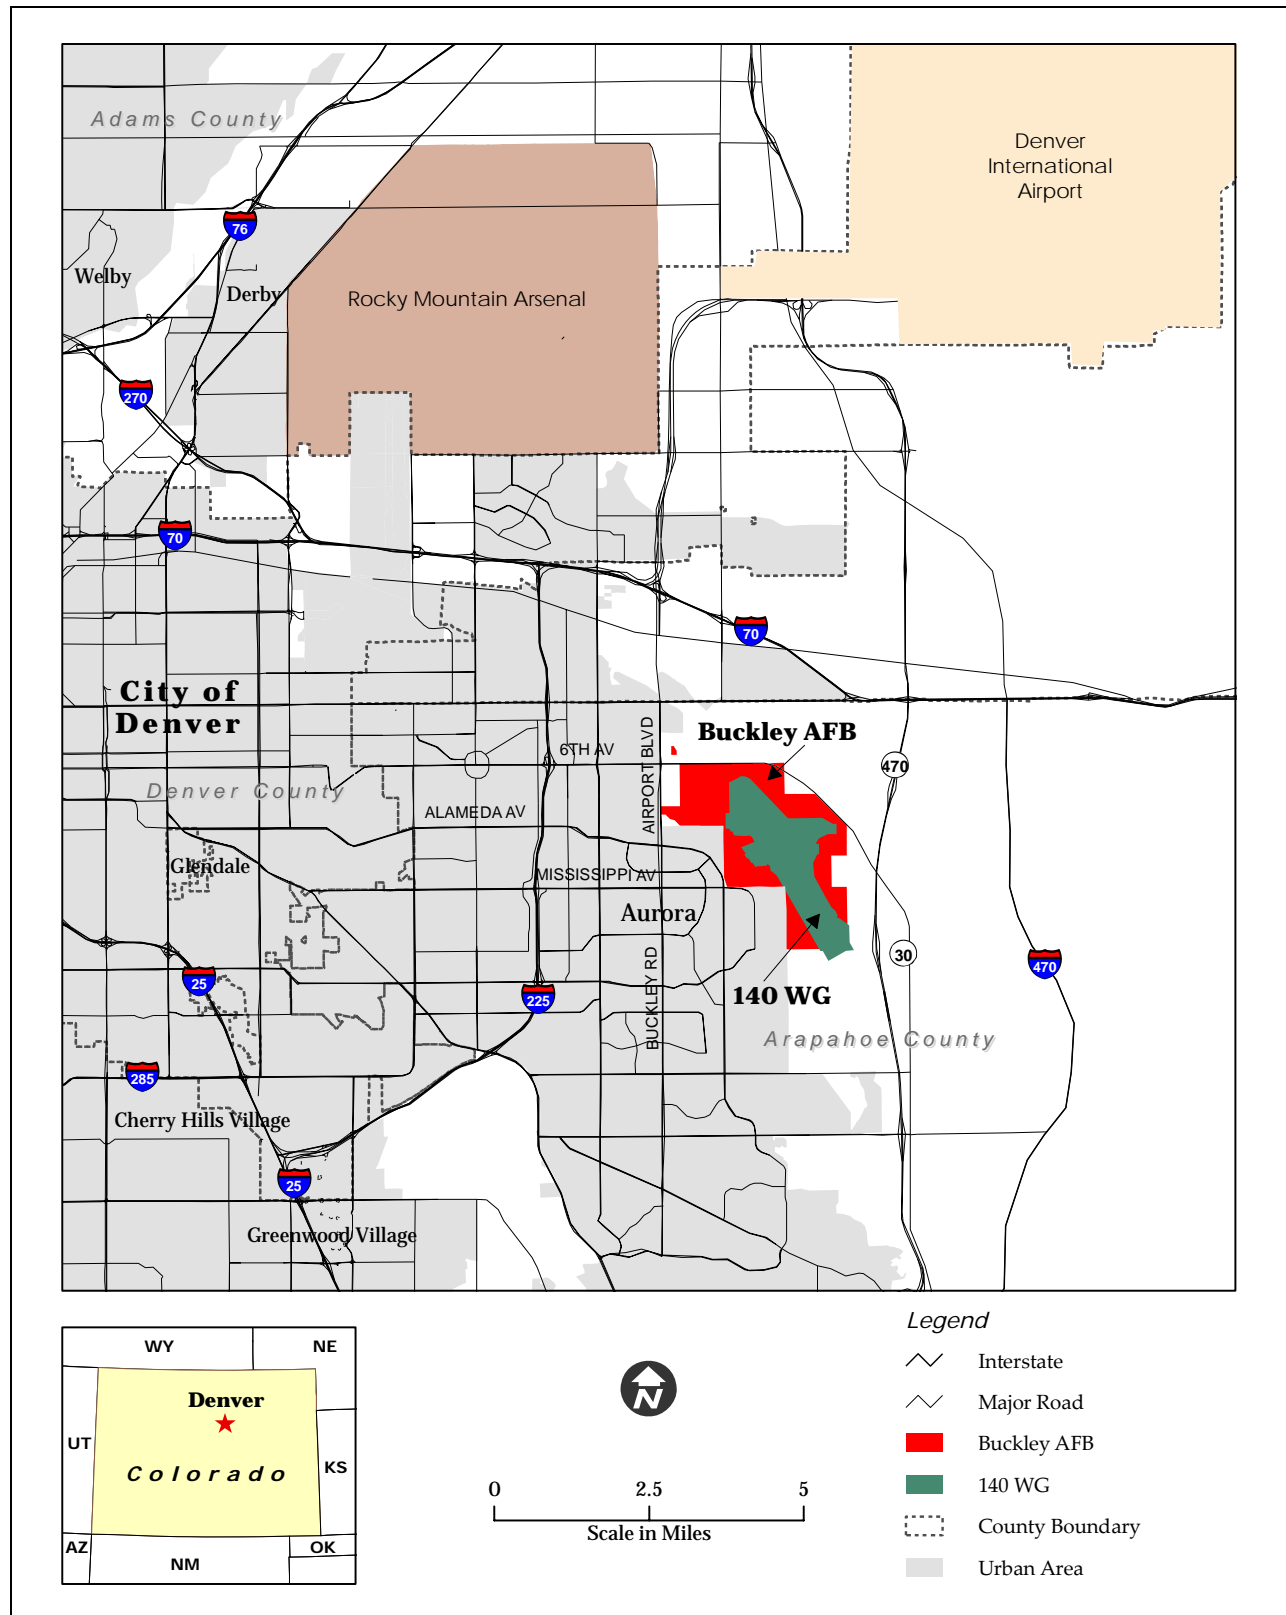 Adams County
Denver
International
Airport
76
Welby
Derby
Rocky Mountain Arsenal
270
70
70
City of
Denver
Buckley AFB
6TH AV
AIRPORT BLVD
470
Denver County
ALAMEDA AV
Glendale
MISSISSIPPI AV
Aurora
30
470
25
225
140 WG
BUCKLEY RD
Arapahoe County
285
Cherry Hills Village
25
Greenwood Village
WY
NE
Denver
UT
Colorado
KS
AZ
NM
OK
N
0 2.5 5
Scale in Miles
Legend
Interstate
Major Road
Buckley AFB
140 WG
County Boundary
Urban Area